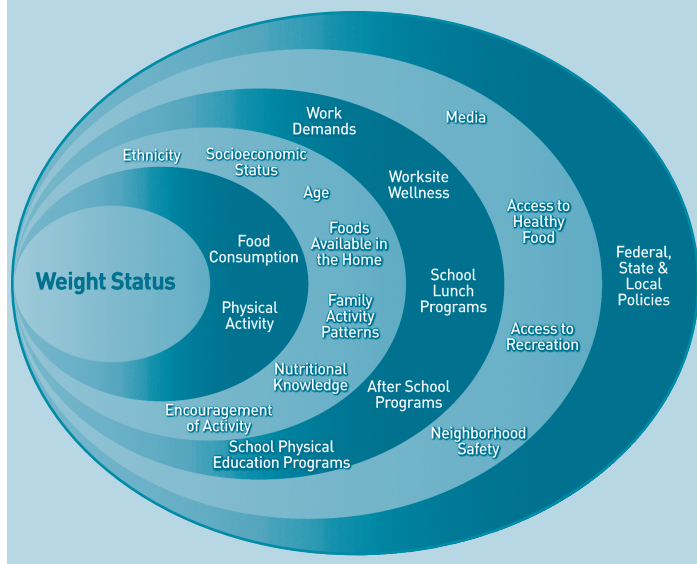 Weight Status
Food
Consumption
Physical
Activity
Ethnicity
Socioeconomic
Status
Age
Foods
Available in
the Home
Family
Activity
Patterns
Nutritional
Knowledge
Encouragement
of Activity
Work
Demands
Worksite
Wellness
School
Lunch
Programs
After School
Programs
School Physical
Education Programs
Media
Access to
Healthy
Food
Access to
Recreation
Neighborhood
Safety
Federal,
State &
Local
Policies